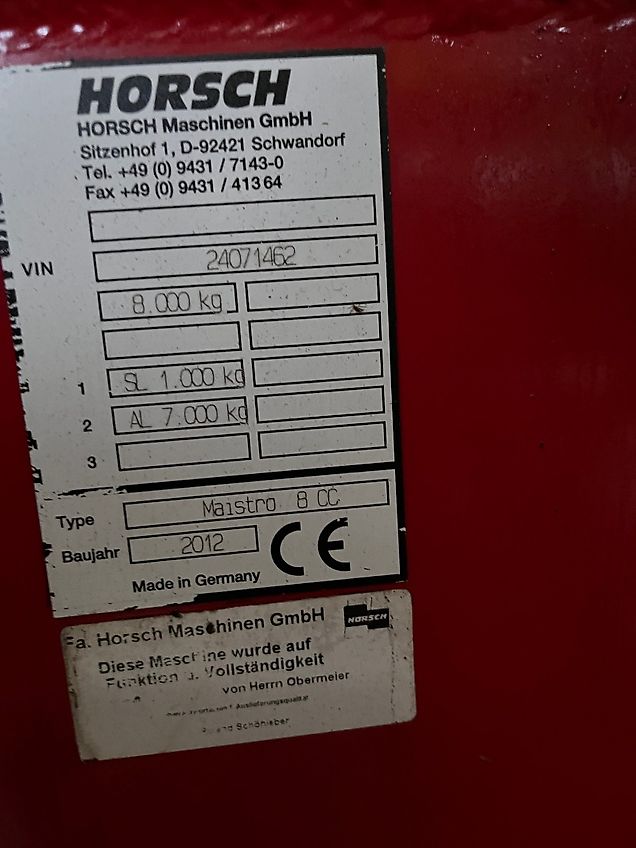 HORSCH
HORSCH Maschinen GmbH
Sitzenhof 1, D-92421 Schwandorf
Tel. +49 (0) 9431 / 7143-0
Fax +49 (0) 9431 / 41364
VIN 24071462
8.000 kg
1 SL 1.000 kg
2 AL 7.000 kg
3
Type Maistro 8 CC
Baujahr 2012 CE
Made in Germany
Fa. Horsch Maschinen GmbH HORSCH
Diese Maschine wurde auf
Funktion u. Vollständigkeit
von Herrn Obermeier
f. Auslieferungsqualität